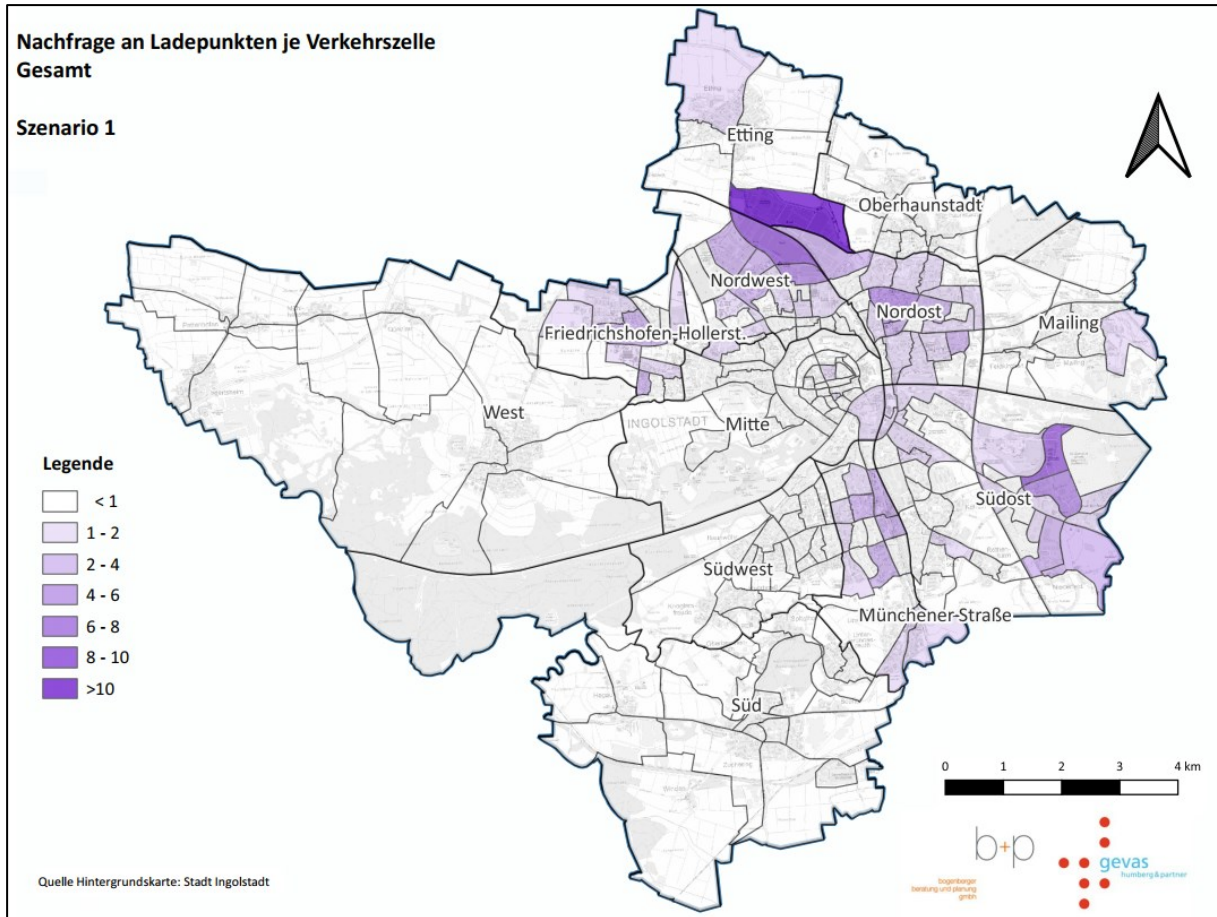 Nachfrage an Ladepunkten je Verkehrszelle
Gesamt
Szenario 1
Etting
Oberhaunstadt
Nordwest
Nordost
Mailing
Friedrichshofen-Hollerst.
West
INGOLSTADT
Mitte
Südost
Südwest
Münchener-Straße
Süd
Legende
< 1
1 - 2
2 - 4
4 - 6
6 - 8
8 - 10
>10
0 1 2 3 4 km
b+p
bogenberger
beratung und planung
gmbh
gevas
humberg & partner
Quelle Hintergrundskarte: Stadt Ingolstadt